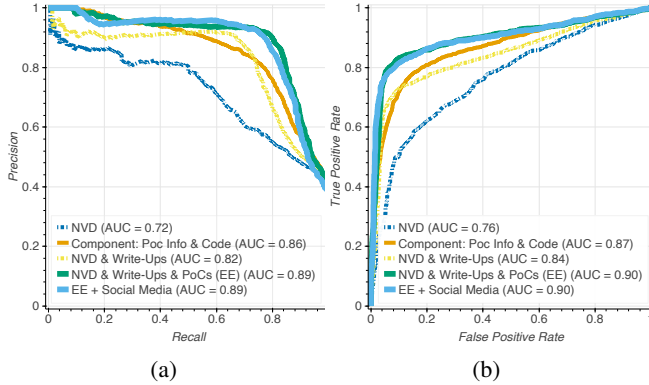 1
0.8
0.6
0.4
0.2
0
Precision
NVD (AUC = 0.72)
Component: Poc Info & Code (AUC = 0.86)
NVD & Write-Ups (AUC = 0.82)
NVD & Write-Ups & PoCs (EE) (AUC = 0.89)
EE + Social Media (AUC = 0.89)
0 0.2 0.4 0.6 0.8
Recall
(a)
1
0.8
0.6
0.4
0.2
0
True Positive Rate
NVD (AUC = 0.76)
Component: Poc Info & Code (AUC = 0.87)
NVD & Write-Ups (AUC = 0.84)
NVD & Write-Ups & PoCs (EE) (AUC = 0.90)
EE + Social Media (AUC = 0.90)
0 0.2 0.4 0.6 0.8
False Positive Rate
(b)